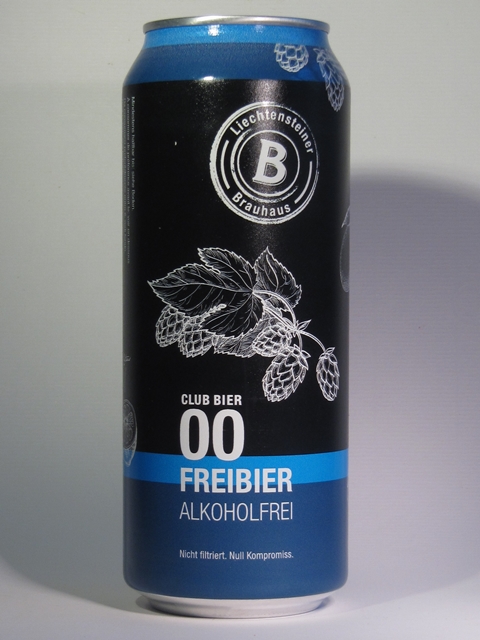 Liechtensteiner
B
Brauhaus
CLUB BIER
00
FREIBIER
ALKOHOLFREI
Nicht filtriert. Null Kompromiss.